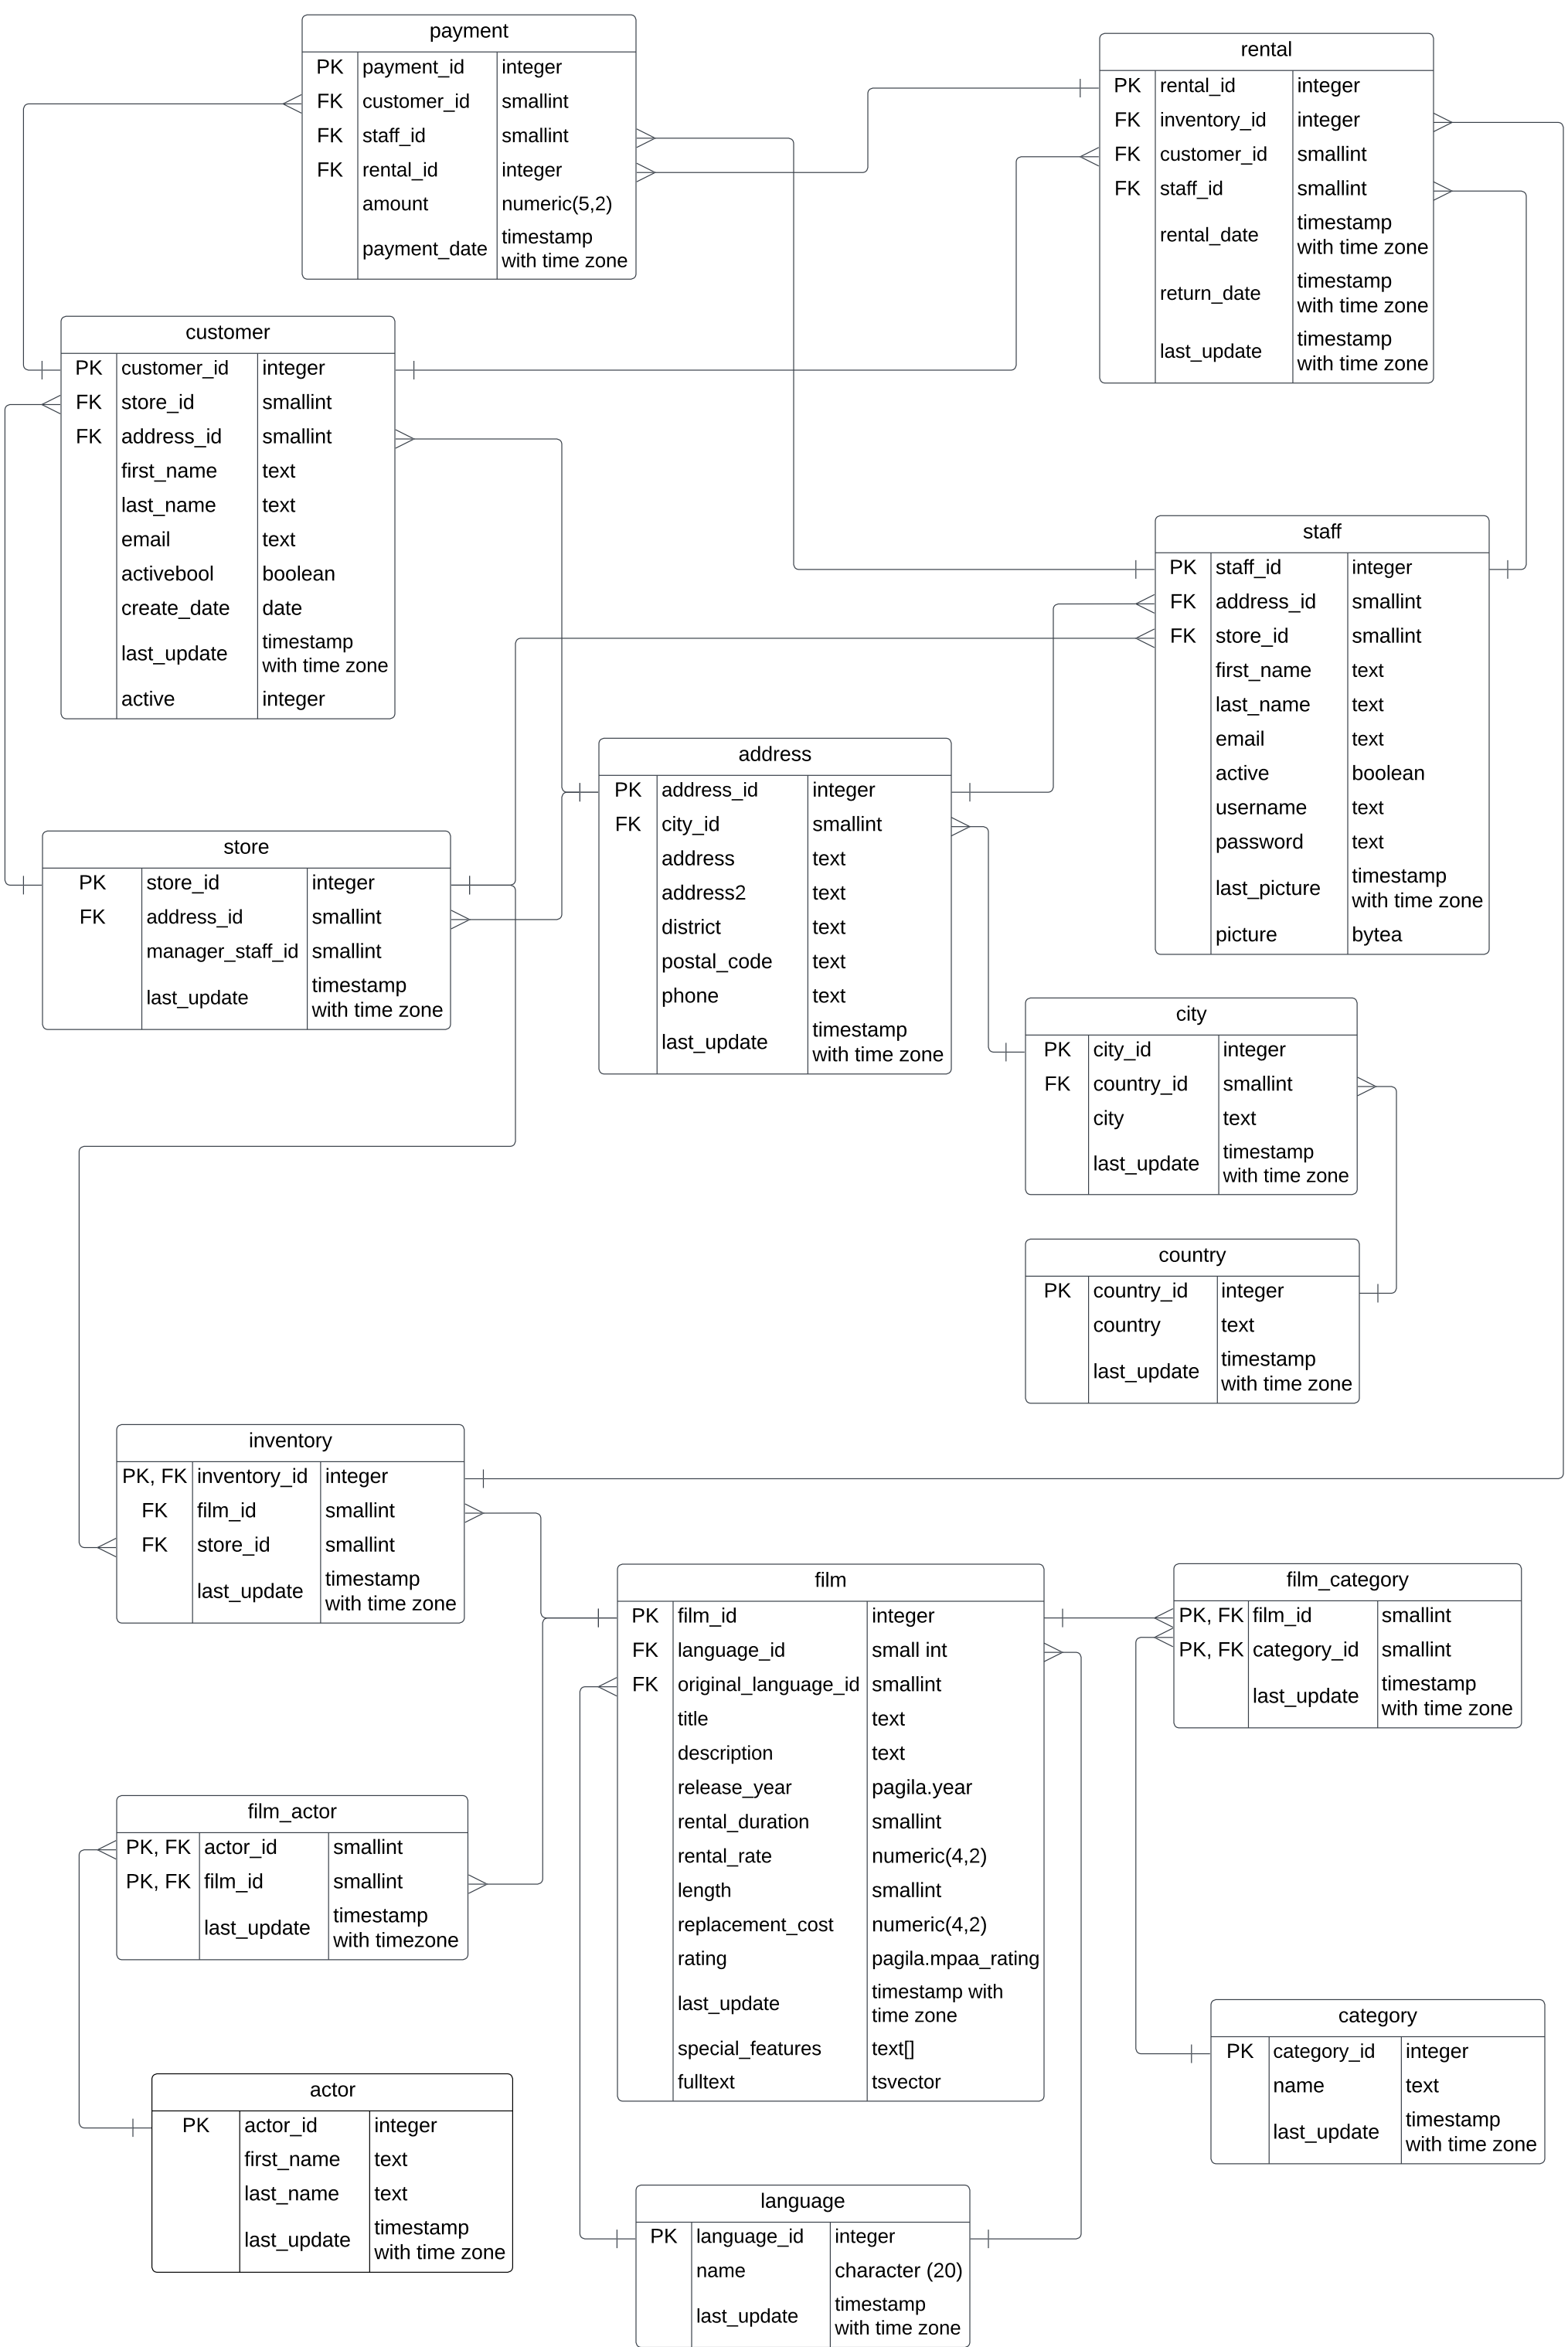 payment
PK payment_id integer
FK customer_id smallint
FK staff_id smallint
FK rental_id integer
amount numeric(5,2)
payment_date timestamp
with time zone
rental
PK rental_id integer
FK inventory_id integer
FK customer_id smallint
FK staff_id smallint
rental_date timestamp
with time zone
return_date timestamp
with time zone
last_update timestamp
with time zone
customer
PK customer_id integer
FK store_id smallint
FK address_id smallint
first_name text
last_name text
email text
activebool boolean
create_date date
last_update timestamp
with time zone
active integer
staff
PK staff_id integer
FK address_id smallint
FK store_id smallint
first_name text
last_name text
email text
active boolean
username text
password text
last_picture timestamp
with time zone
picture bytea
address
PK address_id integer
FK city_id smallint
address text
address2 text
district text
postal_code text
phone text
last_update timestamp
with time zone
store
PK store_id integer
FK address_id smallint
manager_staff_id smallint
last_update timestamp
with time zone
city
PK city_id integer
FK country_id smallint
city text
last_update timestamp
with time zone
country
PK country_id integer
country text
last_update timestamp
with time zone
inventory
PK, FK inventory_id integer
FK film_id smallint
FK store_id smallint
last_update timestamp
with time zone
film
PK film_id integer
FK language_id small int
FK original_language_id smallint
title text
description text
release_year pagila.year
rental_duration smallint
rental_rate numeric(4,2)
length smallint
replacement_cost numeric(4,2)
rating pagila.mpaa_rating
last_update timestamp with
time zone
special_features text[]
fulltext tsvector
film_category
PK, FK film_id smallint
PK, FK category_id smallint
last_update timestamp
with time zone
film_actor
PK, FK actor_id smallint
PK, FK film_id smallint
last_update timestamp
with timezone
category
PK category_id integer
name text
last_update timestamp
with time zone
actor
PK actor_id integer
first_name text
last_name text
last_update timestamp
with time zone
language
PK language_id integer
name character (20)
last_update timestamp
with time zone